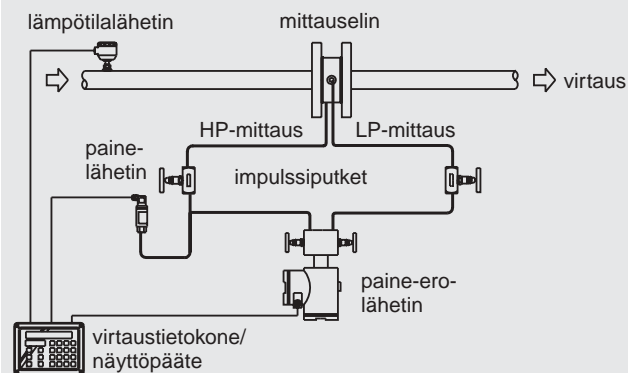 lämpötilalähetin
mittauselin
virtaus
HP-mittaus
LP-mittaus
paine-
lähetin
impulssiputket
paine-ero-
lähetin
virtaustietokone/
näyttöpääte